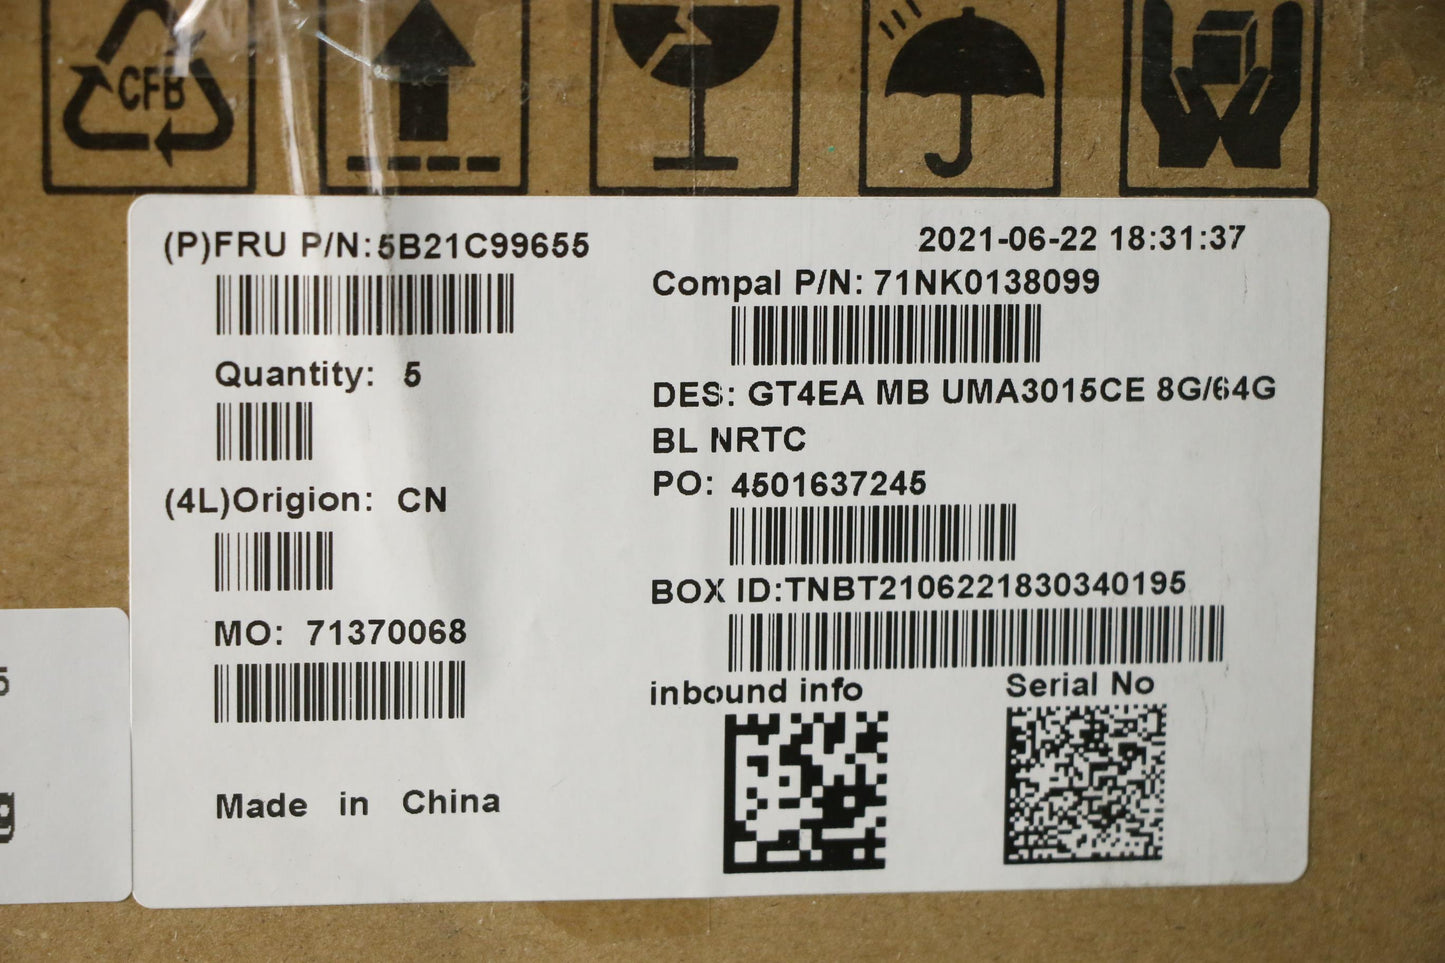 CFB
(P)FRU P/N:5B21C99655
2021-06-22 18:31:37
Compal P/N: 71NK0138099
Quantity: 5
DES: GT4EA MB UMA3015CE 8G/64G
BL NRTC
(4L)Origion: CN
PO: 4501637245
BOX ID:TNBT2106221830340195
MO: 71370068
inbound info
Serial No
Made in China